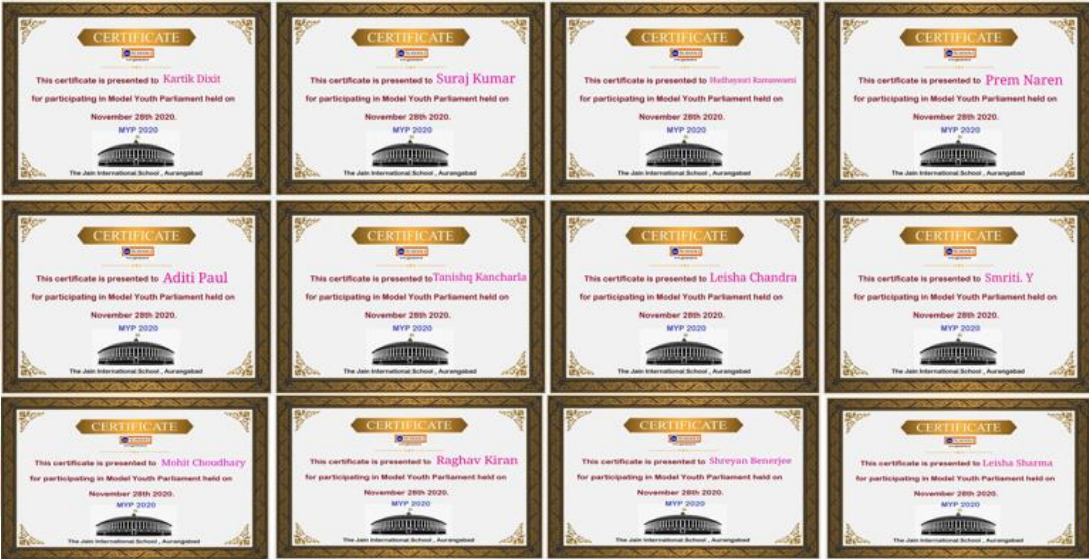 CERTIFICATE
This certificate is presented to Kartik Dixit
for participating in Model Youth Parliament held on
November 28th 2020.
MYP 2020
The Jain International School , Aurangabad
CERTIFICATE
This certificate is presented to Suraj Kumar
for participating in Model Youth Parliament held on
November 28th 2020.
MYP 2020
The Jain International School , Aurangabad
CERTIFICATE
This certificate is presented to Ramaswami
for participating in Model Youth Parliament held on
November 28th 2020.
MYP 2020
The Jain International School , Aurangabad
CERTIFICATE
This certificate is presented to Prem Naren
for participating in Model Youth Parliament held on
November 28th 2020.
MYP 2020
The Jain International School , Aurangabad
CERTIFICATE
This certificate is presented to Aditi Paul
for participating in Model Youth Parliament held on
November 28th 2020.
MYP 2020
The Jain International School , Aurangabad
CERTIFICATE
This certificate is presented to Tanishq Kancharla
for participating in Model Youth Parliament held on
November 28th 2020.
MYP 2020
The Jain International School , Aurangabad
CERTIFICATE
This certificate is presented to Leisha Chandra
for participating in Model Youth Parliament held on
November 28th 2020.
MYP 2020
The Jain International School , Aurangabad
CERTIFICATE
This certificate is presented to Smriti. Y
for participating in Model Youth Parliament held on
November 28th 2020.
MYP 2020
The Jain International School , Aurangabad
CERTIFICATE
This certificate is presented to Mohit Choudhary
for participating in Model Youth Parliament held on
November 28th 2020.
MYP 2020
The Jain International School , Aurangabad
CERTIFICATE
This certificate is presented to Raghav Kiran
for participating in Model Youth Parliament held on
November 28th 2020.
MYP 2020
The Jain International School , Aurangabad
CERTIFICATE
This certificate is presented to Shreyan Benerjee
for participating in Model Youth Parliament held on
November 28th 2020.
MYP 2020
The Jain International School , Aurangabad
CERTIFICATE
This certificate is presented to Leisha Sharma
for participating in Model Youth Parliament held on
November 28th 2020.
MYP 2020
The Jain International School , Aurangabad